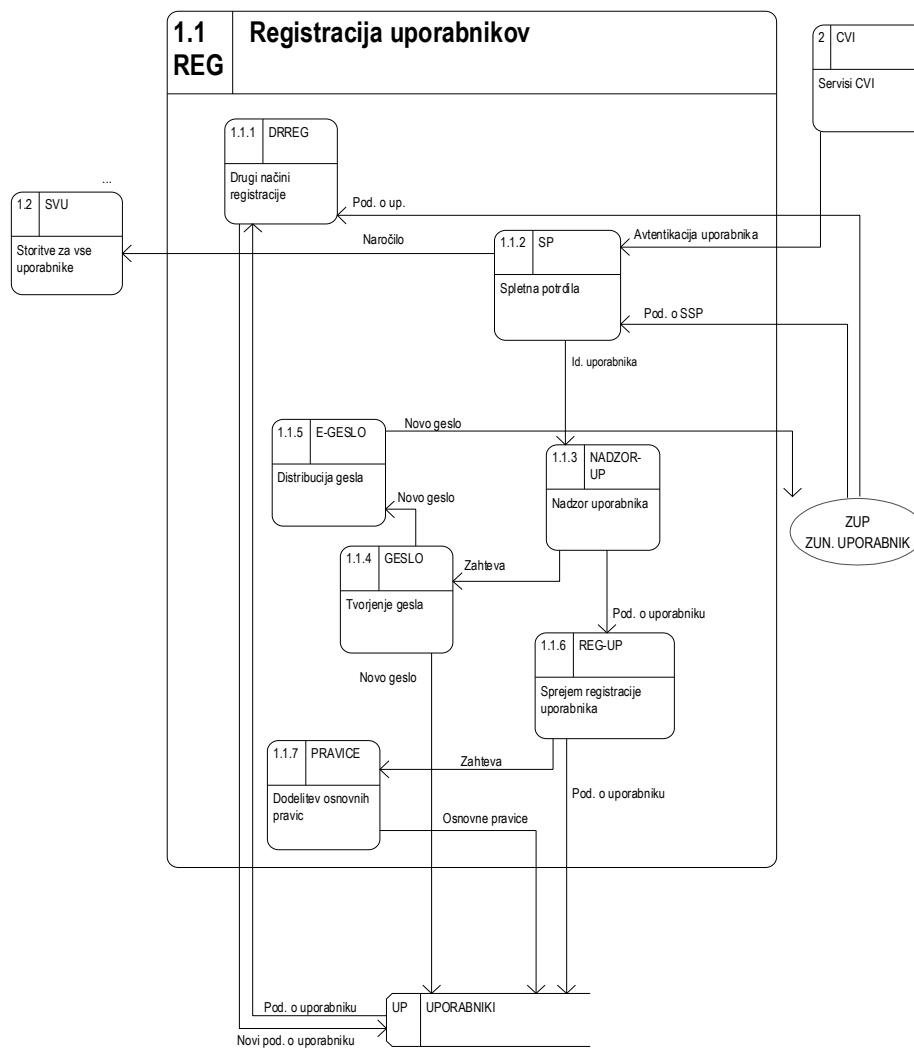 1.1 Registracija uporabnikov
REG
2 CVI
Servisi CVI
1.1.1 DRREG
Drugi načini
registracije
...
1.2 SVU
Storitve za vse
uporabnike
Pod. o up.
Naročilo
1.1.2 SP
Spletna potrdila
Avtentikacija uporabnika
Pod. o SSP
Id. uporabnika
1.1.5 E-GESLO
Distribucija gesla
Novo geslo
1.1.3 NADZOR-
UP
Nadzor uporabnika
Novo geslo
ZUP
ZUN. UPORABNIK
1.1.4 GESLO
Tvorjenje gesla
Zahteva
Pod. o uporabniku
1.1.6 REG-UP
Sprejem registracije
uporabnika
Novo geslo
1.1.7 PRAVICE
Dodelitev osnovnih
pravic
Zahteva
Pod. o uporabniku
Osnovne pravice
UP UPORABNIKI
Pod. o uporabniku
Novi pod. o uporabniku